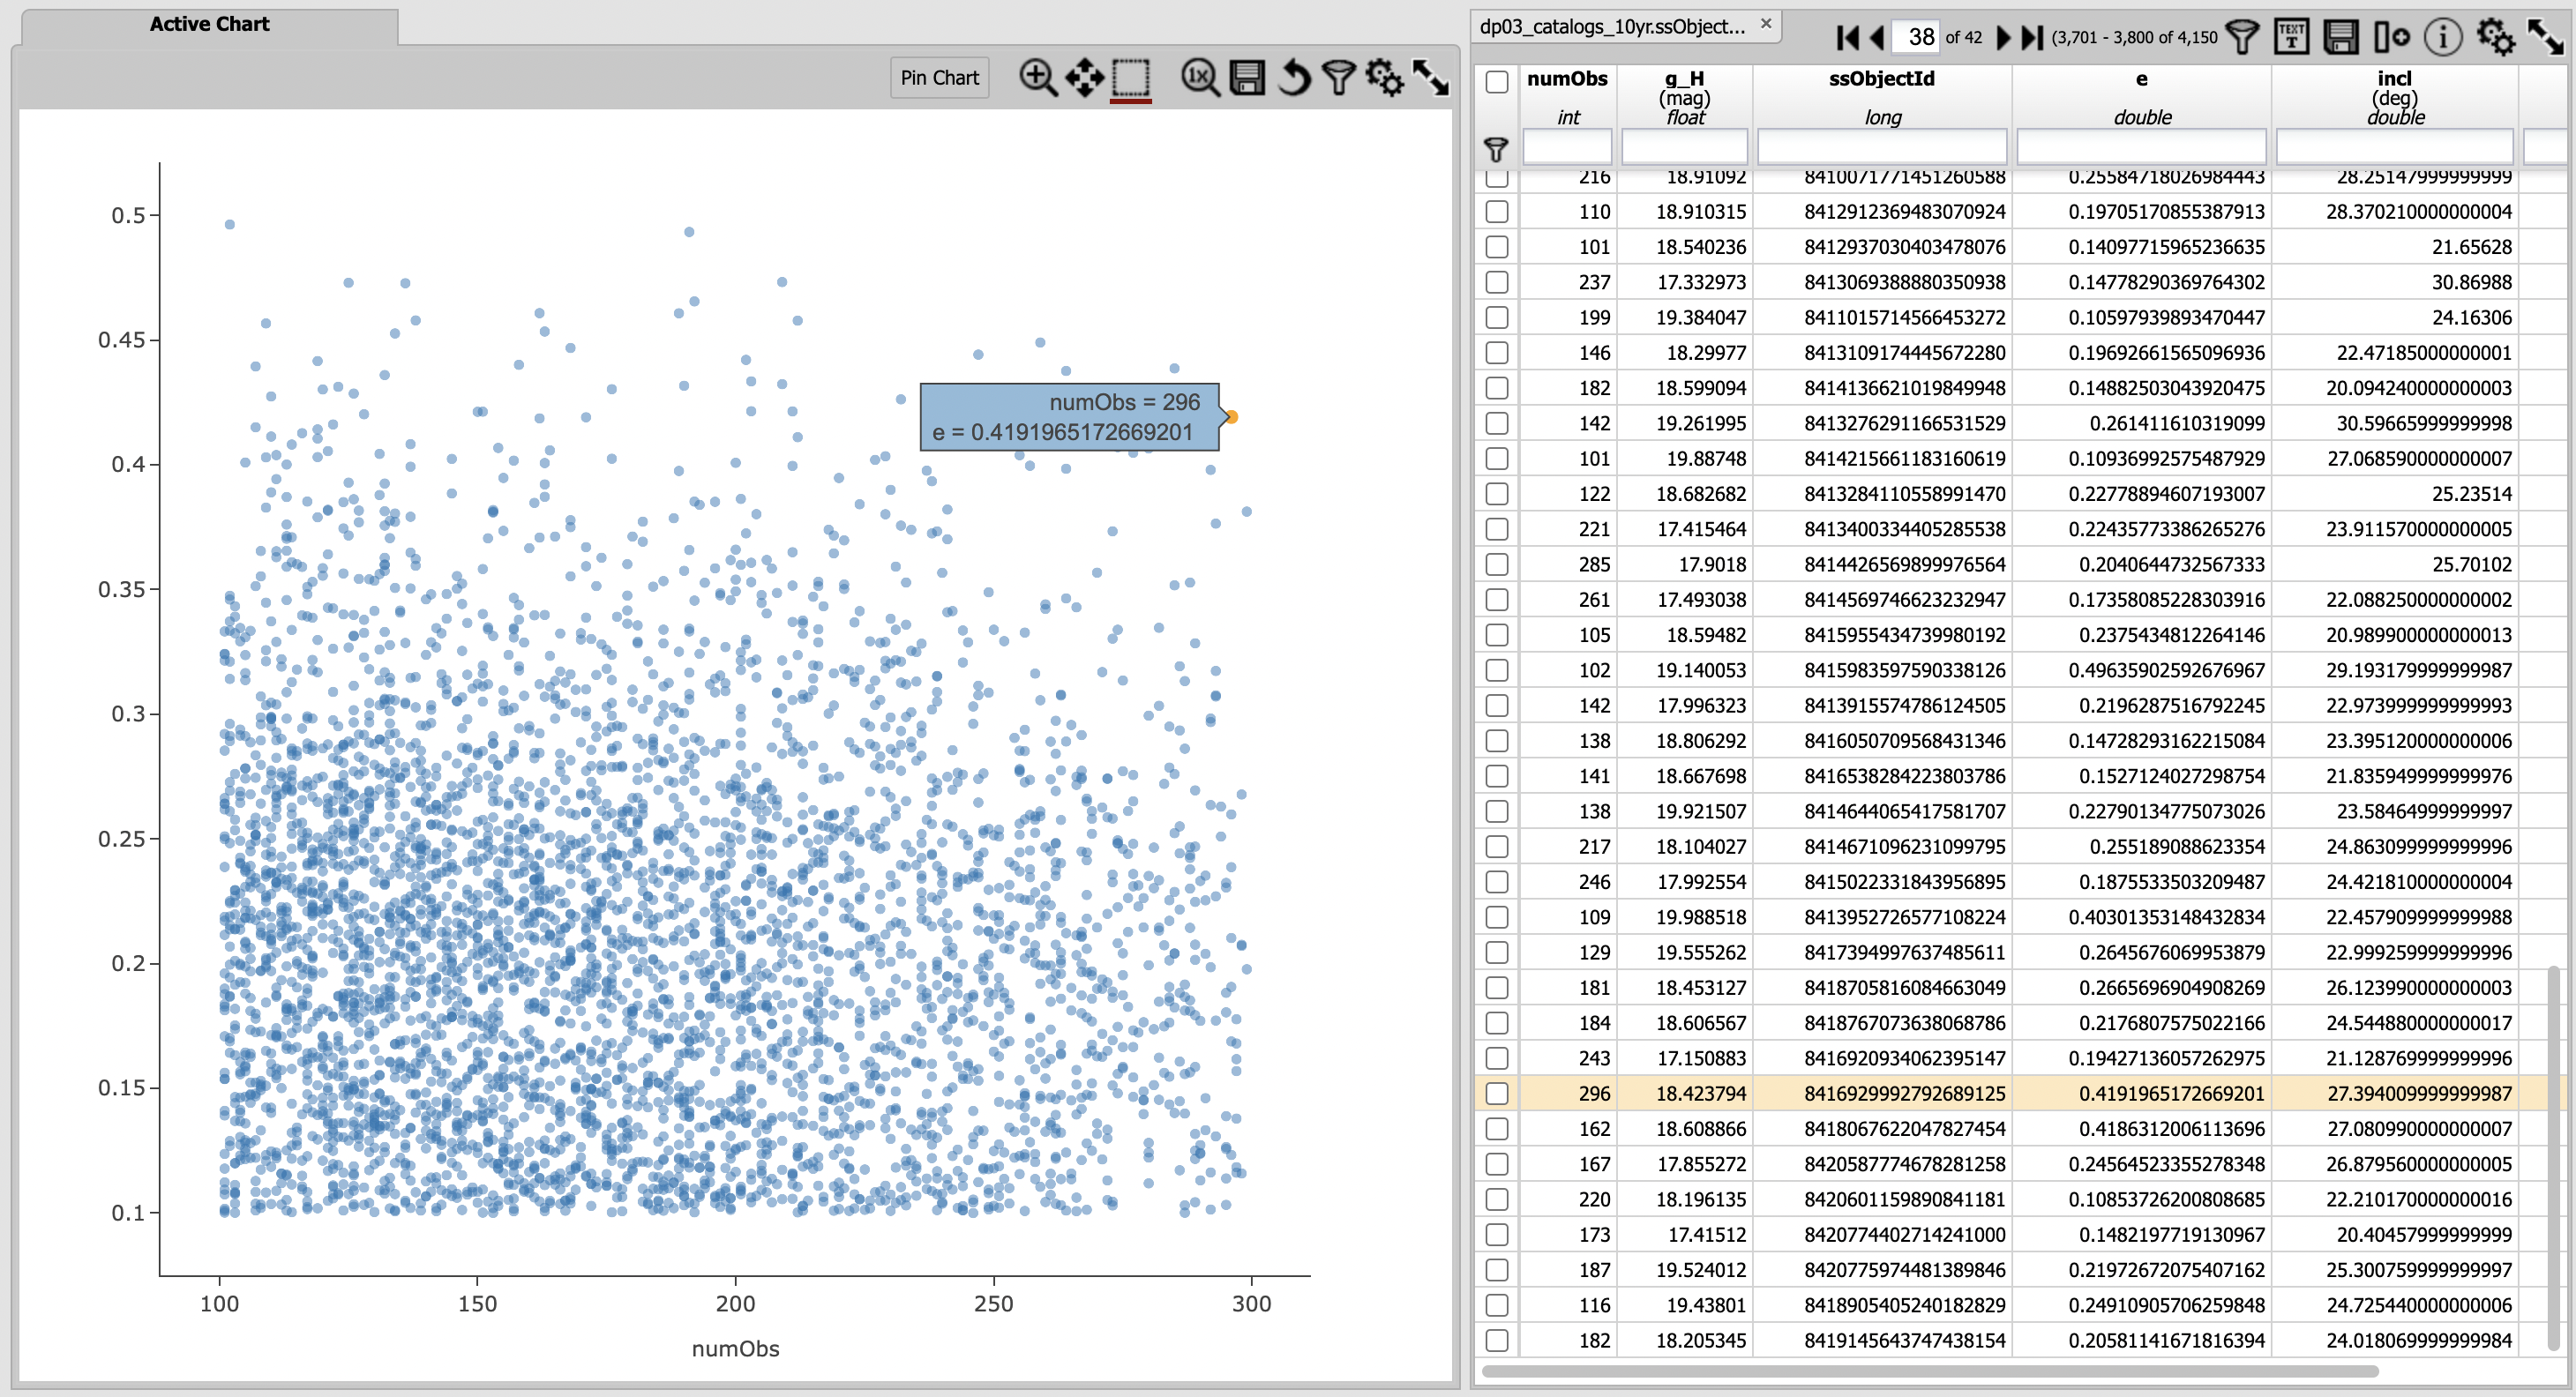 Active Chart
Pin Chart
1x
0.5
0.45
0.4
0.35
0.3
0.25
0.2
0.15
0.1
numObs = 296
e = 0.4191965172669201
100 150 200 250 300
numObs
dp03_catalogs_10yr.ssObject... ×
38 of 42 (3,701 - 3,800 of 4,150 TEXT T i
numObs g_H ssObjectId e incl
(mag) (deg)
int float long double double
216 18.91092 8410071771451260588 0.25584718026984443 28.25147999999999
110 18.910315 8412912369483070924 0.19705170855387913 28.370210000000004
101 18.540236 8412937030403478076 0.14097715965236635 21.65628
237 17.332973 8413069388880350938 0.14778290369764302 30.86988
199 19.384047 8411015714566453272 0.10597939893470447 24.16306
146 18.29977 8413109174445672280 0.19692661565096936 22.47185000000001
182 18.599094 8414136621019849948 0.14882503043920475 20.094240000000003
142 19.261995 8413276291166531529 0.261411610319099 30.59665999999998
101 19.88748 8414215661183160619 0.10936992575487929 27.068590000000007
122 18.682682 8413284110558991470 0.22778894607193007 25.23514
221 17.415464 8413400334405285538 0.22435773386265276 23.911570000000005
285 17.9018 8414426569899976564 0.2040644732567333 25.70102
261 17.493038 8414569746623232947 0.17358085228303916 22.088250000000002
105 18.59482 8415955434739980192 0.2375434812264146 20.989900000000013
102 19.140053 8415983597590338126 0.49635902592676967 29.193179999999987
142 17.996323 8413915574786124505 0.2196287516792245 22.973999999999993
138 18.806292 8416050709568431346 0.14728293162215084 23.395120000000006
141 18.667698 8416538284223803786 0.1527124027298754 21.835949999999976
138 19.921507 8414644065417581707 0.22790134775073026 23.58464999999997
217 18.104027 8414671096231099795 0.255189088623354 24.863099999999996
246 17.992554 8415022331843956895 0.1875533503209487 24.421810000000004
109 19.988518 8413952726577108224 0.40301353148432834 22.457909999999988
129 19.555262 8417394997637485611 0.26456760699538​79 22.999259999999996
181 18.453127 8418705816084663049 0.2665696904908269 26.123990000000003
184 18.606567 8418767073638068786 0.2176807575022166 24.544880000000017
243 17.150883 8416920934062395147 0.19427136057262975 21.128769999999996
296 18.423794 8416929992792689125 0.4191965172669201 27.394009999999987
162 18.608866 8418067622047827454 0.4186312006113696 27.080990000000007
167 17.855272 8420587774678281258 0.24564523355278348 26.879560000000005
220 18.196135 8420601159890841181 0.10853726200808685 22.210170000000016
173 17.41512 8420774402714241000 0.1482197719130967 20.40457999999999
187 19.524012 8420775974481389846 0.21972672075407162 25.300759999999997
116 19.43801 8418905405240182829 0.24910905706259848 24.725440000000006
182 18.205345 8419145643747438154 0.20581141671816394 24.018069999999984